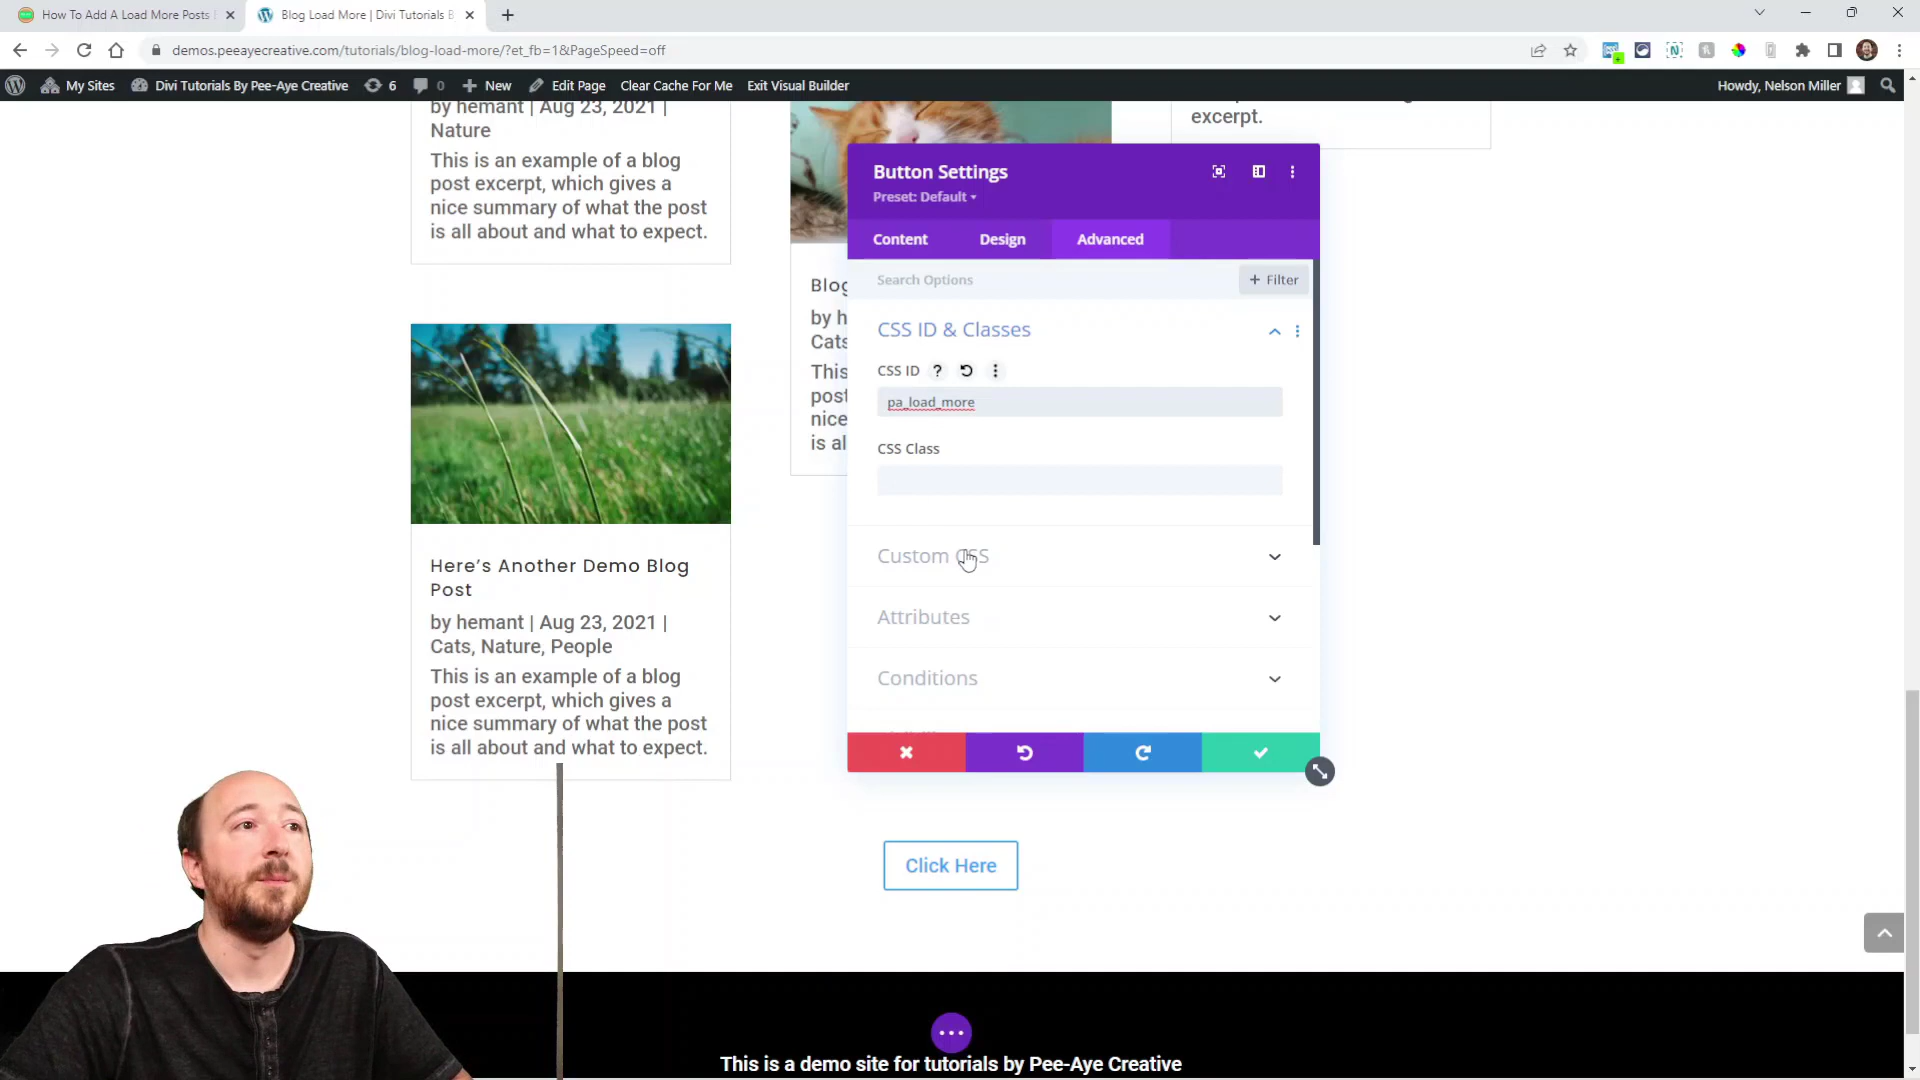 How To Add A Load More Posts
Blog Load More | Divi Tutorials B
demos.peeayecreative.com/tutorials/blog-load-more/?et_fb=1&PageSpeed=off
My Sites
Divi Tutorials By Pee-Aye Creative
6
0
New
Edit Page
Clear Cache For Me
Exit Visual Builder
Howdy, Nelson Miller
by hemant | Aug 23, 2021 |
Nature
This is an example of a blog
post excerpt, which gives a
nice summary of what the post
is all about and what to expect.
excerpt.
Here's Another Demo Blog
Post
by hemant | Aug 23, 2021 |
Cats, Nature, People
This is an example of a blog
post excerpt, which gives a
nice summary of what the post
is all about and what to expect.
Blog
by h
Cats
This
post
nice
is al
Button Settings
Preset: Default
Content
Design
Advanced
Search Options
+ Filter
CSS ID & Classes
CSS ID
?
pa_load_more
CSS Class
Custom CSS
Attributes
Conditions
Click Here
This is a demo site for tutorials by Pee-Aye Creative